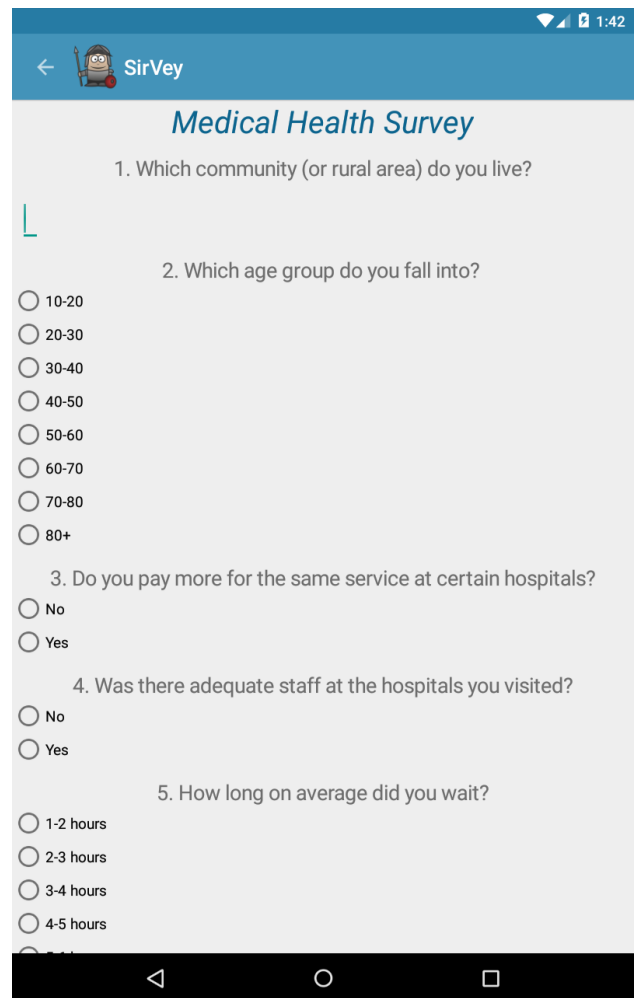 1:42
SirVey
Medical Health Survey
1. Which community (or rural area) do you live?
2. Which age group do you fall into?
10-20
20-30
30-40
40-50
50-60
60-70
70-80
80+
3. Do you pay more for the same service at certain hospitals?
No
Yes
4. Was there adequate staff at the hospitals you visited?
No
Yes
5. How long on average did you wait?
1-2 hours
2-3 hours
3-4 hours
4-5 hours